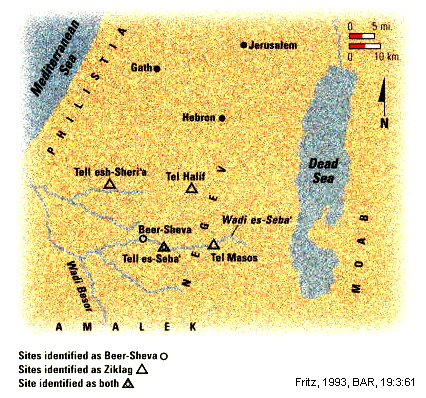 Mediterranean
Sea
PHILISTIA
0 5 mi.
0 10 km.
N
Jerusalem
Gath
Hebron
Dead
Sea
MOAB
Tell esh-Sheri'a
Tel Halif
NEGEV
Wadi es-Seba'
Beer-Sheva
Tell es-Seba'
Tel Masos
Wadi Besor
AMALEK
Sites identified as Beer-Sheva
Sites identified as Ziklag
Site identified as both
Fritz, 1993, BAR, 19:3:61